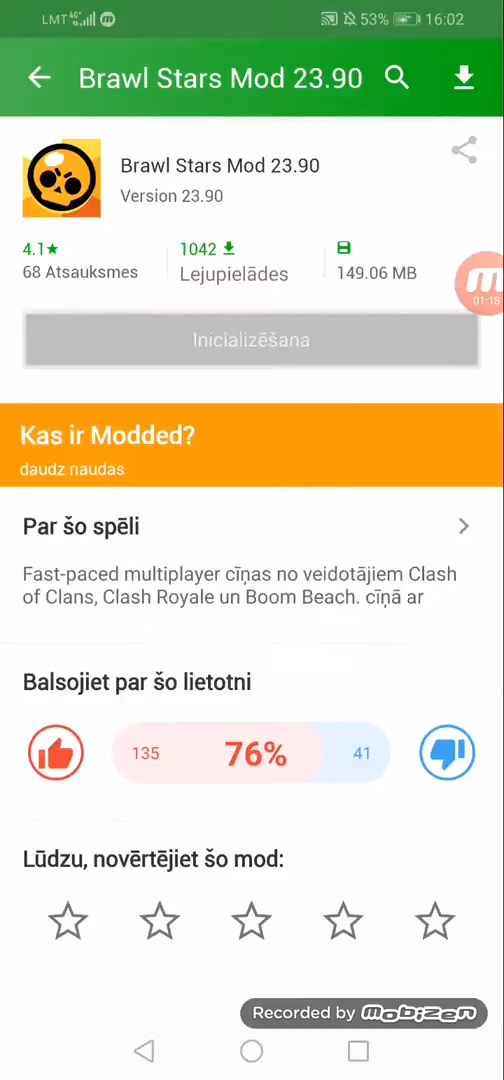 LMT 4G 53% 16:02
Brawl Stars Mod 23.90
Brawl Stars Mod 23.90
Version 23.90
4.1★ 1042
68 Atsauksmes Lejupielādes 149.06 MB
01:18
Inicializēšana
Kas ir Modded?
daudz naudas
Par šo spēli
Fast-paced multiplayer cīņas no veidotājiem Clash
of Clans, Clash Royale un Boom Beach. cīņā ar
Balsojiet par šo lietotni
135 76% 41
Lūdzu, novērtējiet šo mod:
Recorded by mobizen